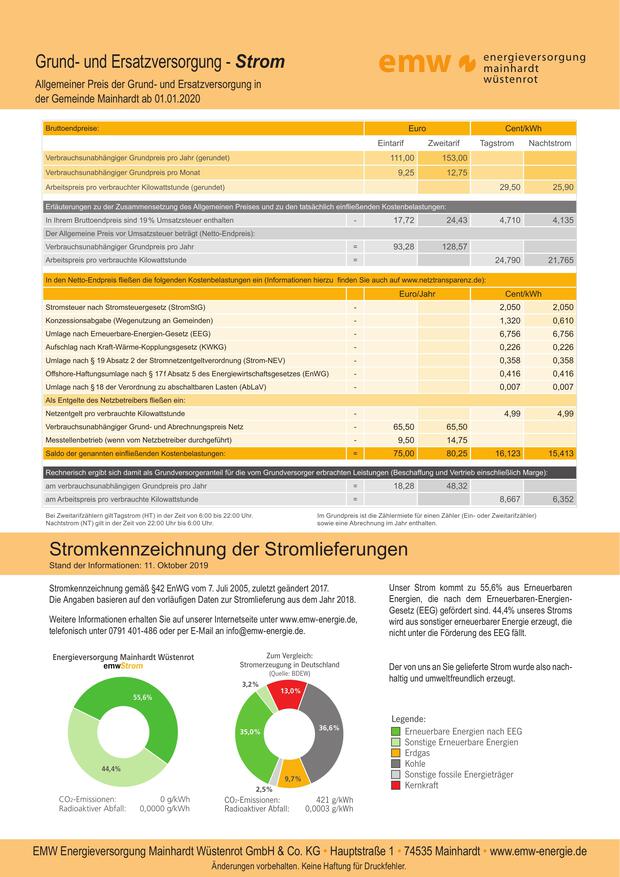 Grund- und Ersatzversorgung - Strom
Allgemeiner Preis der Grund- und Ersatzversorgung in
der Gemeinde Mainhardt ab 01.01.2020
emw energieversorgung
mainhardt
wüstenrot
Bruttoendpreise: Euro Cent/kWh
Eintarif Zweitarif Tagstrom Nachtstrom
Verbrauchsunabhängiger Grundpreis pro Jahr (gerundet) 111,00 153,00
Verbrauchsunabhängiger Grundpreis pro Monat 9,25 12,75
Arbeitspreis pro verbrauchter Kilowattstunde (gerundet) 29,50 25,90
Erläuterungen zu der Zusammensetzung des Allgemeinen Preises und zu den tatsächlich einfließenden Kostenbelastungen:
In Ihrem Bruttoendpreis sind 19% Umsatzsteuer enthalten - 17,72 24,43 4,710 4,135
Der Allgemeine Preis vor Umsatzsteuer beträgt (Netto-Endpreis):
Verbrauchsunabhängiger Grundpreis pro Jahr = 93,28 128,57
Arbeitspreis pro verbrauchte Kilowattstunde = 24,790 21,765
In den Netto-Endpreis fließen die folgenden Kostenbelastungen ein (Informationen hierzu finden Sie auch auf www.netztransparenz.de):
Euro/Jahr Cent/kWh
Stromsteuer nach Stromsteuergesetz (StromStG) - 2,050 2,050
Konzessionsabgabe (Wegenutzung an Gemeinden) - 1,320 0,610
Umlage nach Erneuerbare-Energien-Gesetz (EEG) - 6,756 6,756
Aufschlag nach Kraft-Wärme-Kopplungsgesetz (KWKG) - 0,226 0,226
Umlage nach § 19 Absatz 2 der Stromnetzentgeltverordnung (Strom-NEV) - 0,358 0,358
Offshore-Haftungsumlage nach § 17f Absatz 5 des Energiewirtschaftsgesetzes (EnWG) - 0,416 0,416
Umlage nach § 18 der Verordnung zu abschaltbaren Lasten (AbLaV) - 0,007 0,007
Als Entgelte des Netzbetreibers fließen ein:
Netzentgelt pro verbrauchte Kilowattstunde - 4,99 4,99
Verbrauchsunabhängiger Grund- und Abrechnungspreis Netz - 65,50 65,50
Messstellenbetrieb (wenn vom Netzbetreiber durchgeführt) - 9,50 14,75
Saldo der genannten einfließenden Kostenbelastungen: = 75,00 80,25 16,123 15,413
Rechnerisch ergibt sich damit als Grundversorgeranteil für die vom Grundversorger erbrachten Leistungen (Beschaffung und Vertrieb einschließlich Marge):
am verbrauchsunabhängigen Grundpreis pro Jahr = 18,28 48,32
am Arbeitspreis pro verbrauchte Kilowattstunde = 8,667 6,352
Bei Zweitarifzählern gilt Tagstrom (HT) in der Zeit von 6:00 bis 22:00 Uhr.
Nachtstrom (NT) gilt in der Zeit von 22:00 Uhr bis 6:00 Uhr.
Im Grundpreis ist die Zählermiete für einen Zähler (Ein- oder Zweitarifzähler)
sowie eine Abrechnung im Jahr enthalten.
Stromkennzeichnung der Stromlieferungen
Stand der Informationen: 11. Oktober 2019
Stromkennzeichnung gemäß §42 EnWG vom 7. Juli 2005, zuletzt geändert 2017.
Die Angaben basieren auf den vorläufigen Daten zur Stromlieferung aus dem Jahr 2018.
Weitere Informationen erhalten Sie auf unserer Internetseite unter www.emw-energie.de,
telefonisch unter 0791 401-486 oder per E-Mail an info@emw-energie.de.
Unser Strom kommt zu 55,6% aus Erneuerbaren
Energien, die nach dem Erneuerbaren-Energien-
Gesetz (EEG) gefördert sind. 44,4% unseres Stroms
wird aus sonstiger erneuerbarer Energie erzeugt, die
nicht unter die Förderung des EEG fällt.
Der von uns an Sie gelieferte Strom wurde also nach-
haltig und umweltfreundlich erzeugt.
Energieversorgung Mainhardt Wüstenrot
emwStrom
55,6%
44,4%
CO₂-Emissionen: 0 g/kWh
Radioaktiver Abfall: 0,0000 g/kWh
Zum Vergleich:
Stromerzeugung in Deutschland
(Quelle: BDEW)
3,2%
13,0%
35,0%
36,6%
9,7%
2,5%
CO₂-Emissionen: 421 g/kWh
Radioaktiver Abfall: 0,0003 g/kWh
Legende:
Erneuerbare Energien nach EEG
Sonstige Erneuerbare Energien
Erdgas
Kohle
Sonstige fossile Energieträger
Kernkraft
EMW Energieversorgung Mainhardt Wüstenrot GmbH & Co. KG • Hauptstraße 1 • 74535 Mainhardt • www.emw-energie.de
Änderungen vorbehalten. Keine Haftung für Druckfehler.